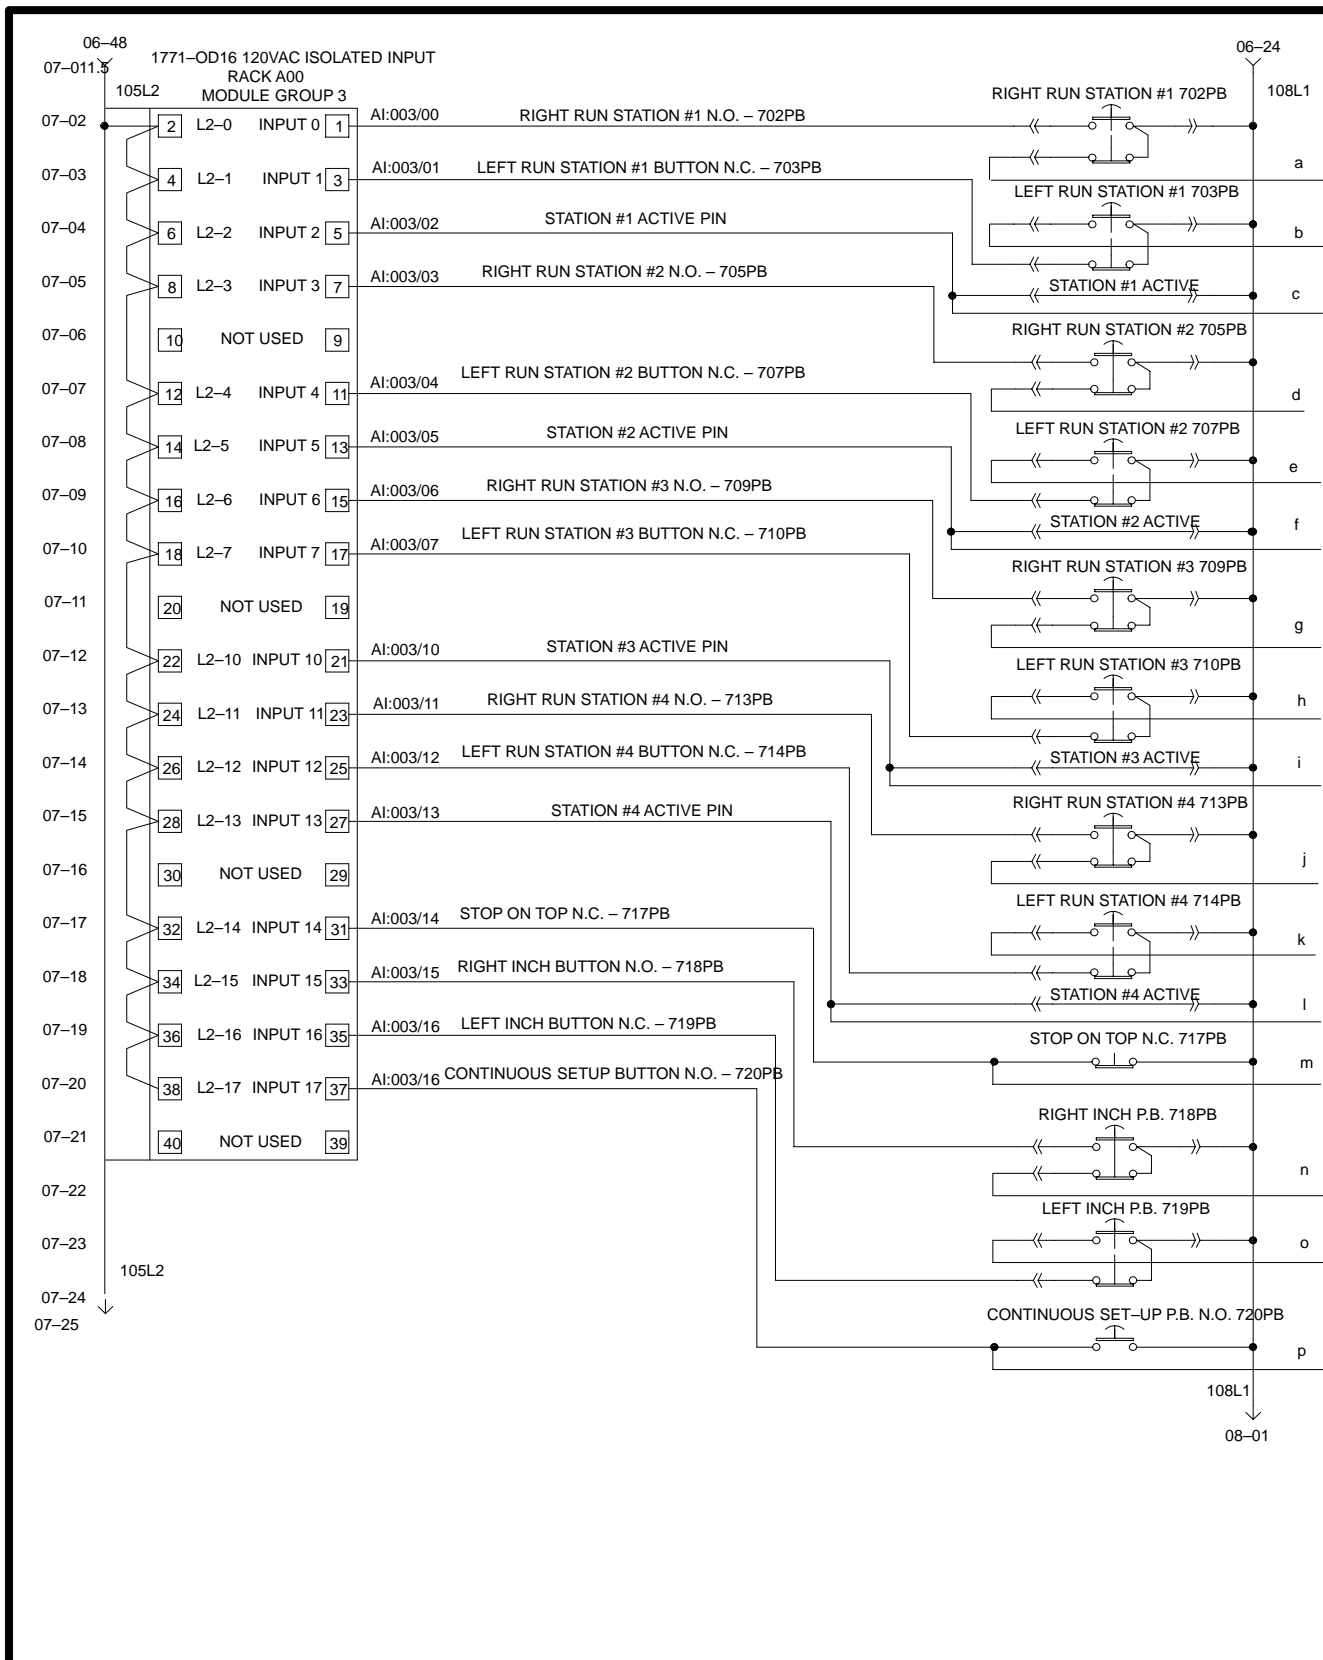 06–48
07–011.5
1771–OD16 120VAC ISOLATED INPUT
RACK A00
105L2
MODULE GROUP 3
06–24
108L1
07–02
2 L2–0 INPUT 0 1
AI:003/00
RIGHT RUN STATION #1 N.O. – 702PB
RIGHT RUN STATION #1 702PB
a
07–03
4 L2–1 INPUT 1 3
AI:003/01
LEFT RUN STATION #1 BUTTON N.C. – 703PB
LEFT RUN STATION #1 703PB
b
07–04
6 L2–2 INPUT 2 5
AI:003/02
STATION #1 ACTIVE PIN
STATION #1 ACTIVE
c
07–05
8 L2–3 INPUT 3 7
AI:003/03
RIGHT RUN STATION #2 N.O. – 705PB
RIGHT RUN STATION #2 705PB
d
07–06
10 NOT USED 9
07–07
12 L2–4 INPUT 4 11
AI:003/04
LEFT RUN STATION #2 BUTTON N.C. – 707PB
LEFT RUN STATION #2 707PB
e
07–08
14 L2–5 INPUT 5 13
AI:003/05
STATION #2 ACTIVE PIN
STATION #2 ACTIVE
f
07–09
16 L2–6 INPUT 6 15
AI:003/06
RIGHT RUN STATION #3 N.O. – 709PB
RIGHT RUN STATION #3 709PB
g
07–10
18 L2–7 INPUT 7 17
AI:003/07
LEFT RUN STATION #3 BUTTON N.C. – 710PB
LEFT RUN STATION #3 710PB
h
07–11
20 NOT USED 19
07–12
22 L2–10 INPUT 10 21
AI:003/10
STATION #3 ACTIVE PIN
STATION #3 ACTIVE
i
07–13
24 L2–11 INPUT 11 23
AI:003/11
RIGHT RUN STATION #4 N.O. – 713PB
RIGHT RUN STATION #4 713PB
j
07–14
26 L2–12 INPUT 12 25
AI:003/12
LEFT RUN STATION #4 BUTTON N.C. – 714PB
LEFT RUN STATION #4 714PB
k
07–15
28 L2–13 INPUT 13 27
AI:003/13
STATION #4 ACTIVE PIN
STATION #4 ACTIVE
l
07–16
30 NOT USED 29
07–17
32 L2–14 INPUT 14 31
AI:003/14
STOP ON TOP N.C. – 717PB
STOP ON TOP N.C. 717PB
m
07–18
34 L2–15 INPUT 15 33
AI:003/15
RIGHT INCH BUTTON N.O. – 718PB
RIGHT INCH P.B. 718PB
n
07–19
36 L2–16 INPUT 16 35
AI:003/16
LEFT INCH BUTTON N.C. – 719PB
LEFT INCH P.B. 719PB
o
07–20
38 L2–17 INPUT 17 37
AI:003/16
CONTINUOUS SETUP BUTTON N.O. – 720PB
CONTINUOUS SET–UP P.B. N.O. 720PB
p
07–21
40 NOT USED 39
07–22
07–23
105L2
07–24
07–25
108L1
08–01